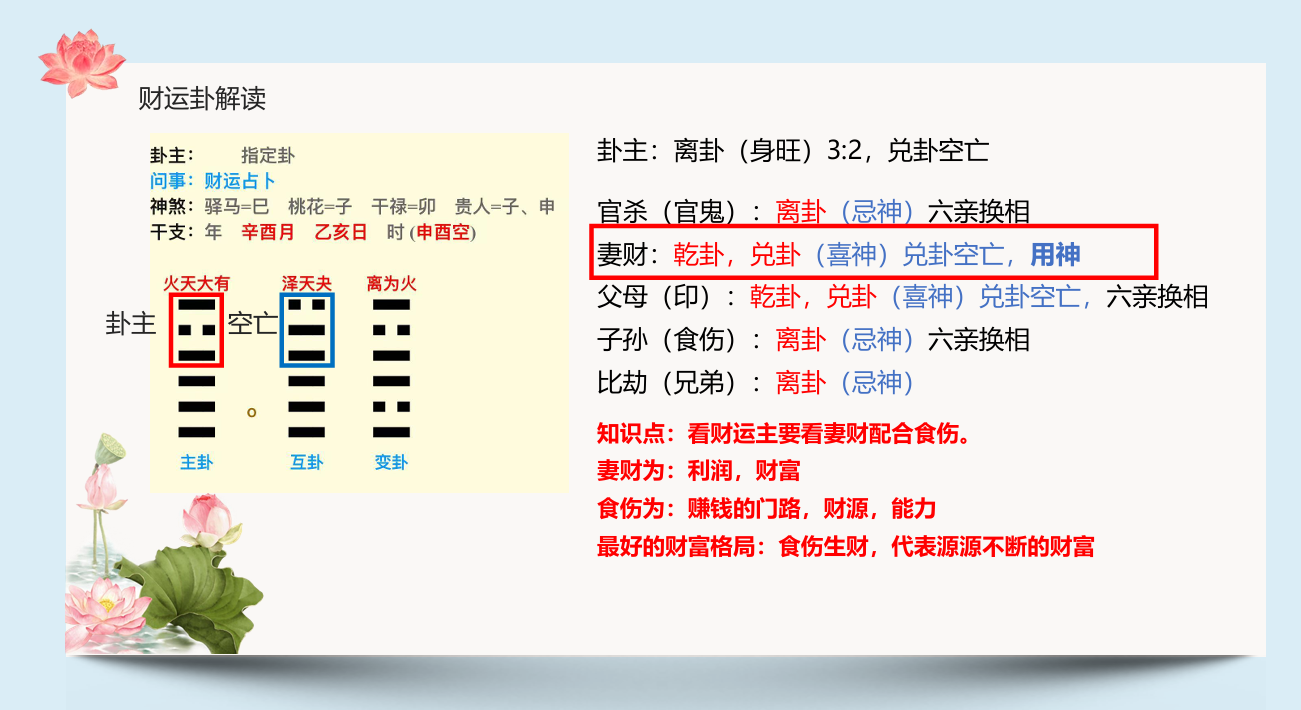 财运卦解读
卦主： 指定卦
问事：财运占卜
神煞：驿马=巳 桃花=子 干禄=卯 贵人=子、申
干支：年 辛酉月 乙亥日 时 (申酉空)
火天大有 泽天夬 离为火
卦主 空亡
主卦 互卦 变卦
卦主：离卦（身旺）3:2，兑卦空亡
官杀（官鬼）：离卦（忌神）六亲换相
妻财：乾卦，兑卦（喜神）兑卦空亡，用神
父母（印）：乾卦，兑卦（喜神）兑卦空亡，六亲换相
子孙（食伤）：离卦（忌神）六亲换相
比劫（兄弟）：离卦（忌神）
知识点：看财运主要看妻财配合食伤。
妻财为：利润，财富
食伤为：赚钱的门路，财源，能力
最好的财富格局：食伤生财，代表源源不断的财富